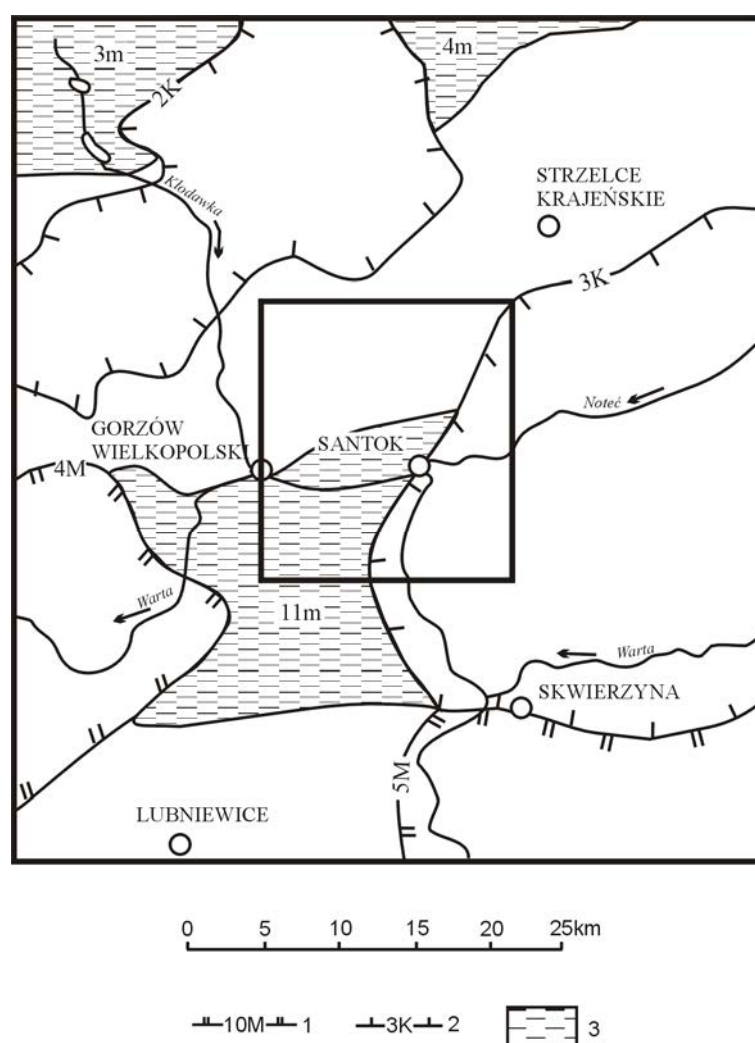 3m
4m
2K
Kłodawka
STRZELCE
KRAJEŃSKIE
3K
Noteć
GORZÓW
WIELKOPOLSKI
SANTOK
4M
Warta
11m
Warta
SKWIERZYNA
5M
LUBNIEWICE
0 5 10 15 20 25km
10M 1 3K 2 3